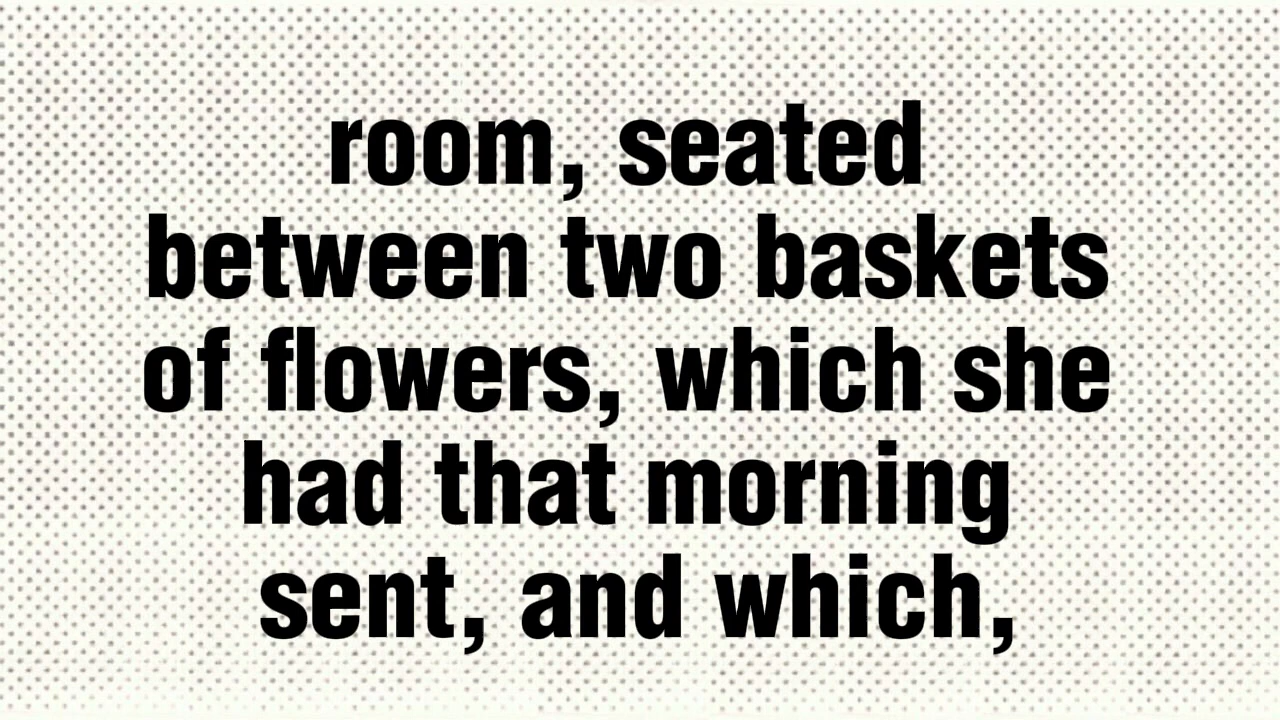 room, seated
between two baskets
of flowers, which she
had that morning
sent, and which,